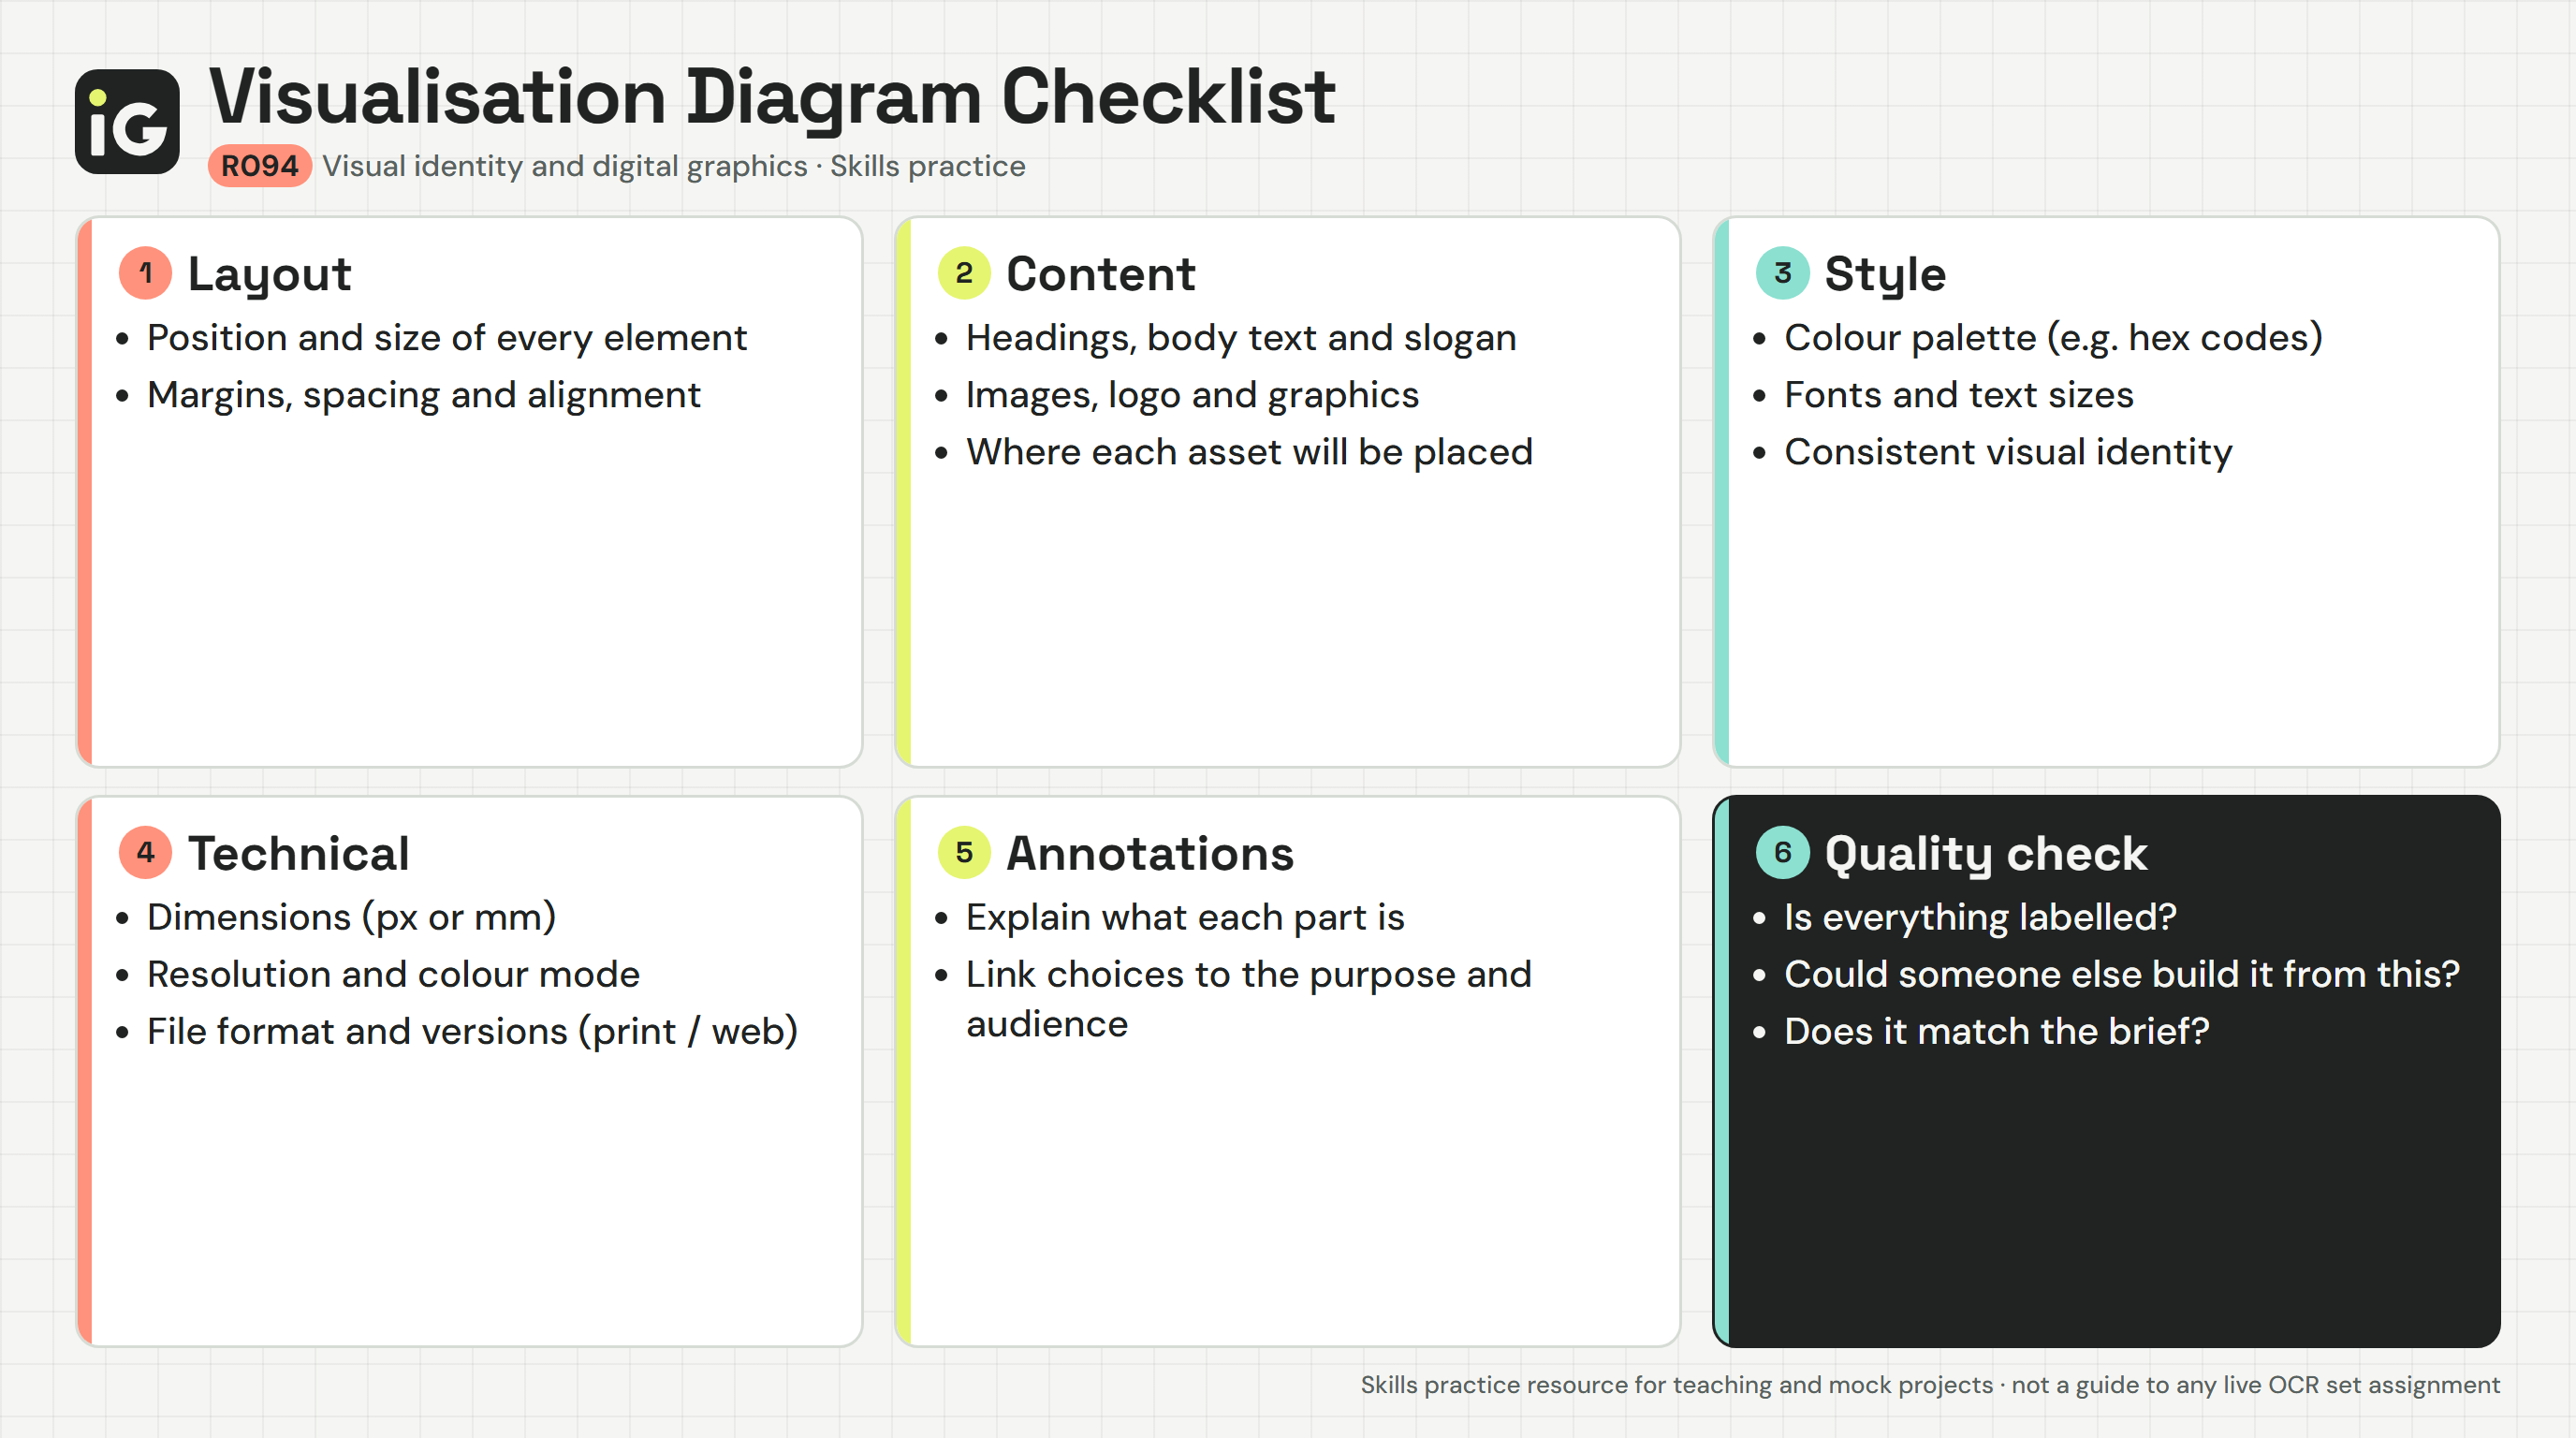 iG
Visualisation Diagram Checklist
R094 Visual identity and digital graphics · Skills practice
1 Layout
• Position and size of every element
• Margins, spacing and alignment
2 Content
• Headings, body text and slogan
• Images, logo and graphics
• Where each asset will be placed
3 Style
• Colour palette (e.g. hex codes)
• Fonts and text sizes
• Consistent visual identity
4 Technical
• Dimensions (px or mm)
• Resolution and colour mode
• File format and versions (print / web)
5 Annotations
• Explain what each part is
• Link choices to the purpose and
audience
6 Quality check
• Is everything labelled?
• Could someone else build it from this?
• Does it match the brief?
Skills practice resource for teaching and mock projects · not a guide to any live OCR set assignment